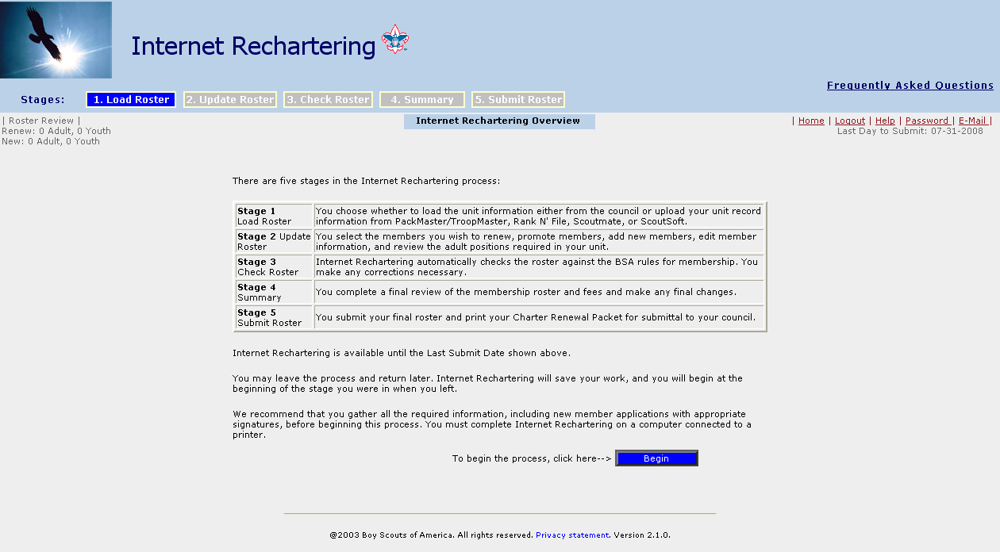 Internet Rechartering
Frequently Asked Questions
Stages: 1. Load Roster 2. Update Roster 3. Check Roster 4. Summary 5. Submit Roster
| Roster Review | Internet Rechartering Overview | Home | Logout | Help | Password | E-Mail |
Renew: 0 Adult, 0 Youth Last Day to Submit: 07-31-2008
New: 0 Adult, 0 Youth
There are five stages in the Internet Rechartering process:
Stage 1
Load Roster
You choose whether to load the unit information either from the council or upload your unit record
information from PackMaster/TroopMaster, Rank N' File, Scoutmate, or ScoutSoft.
Stage 2 Update
Roster
You select the members you wish to renew, promote members, add new members, edit member
information, and review the adult positions required in your unit.
Stage 3
Check Roster
Internet Rechartering automatically checks the roster against the BSA rules for membership. You
make any corrections necessary.
Stage 4
Summary
You complete a final review of the membership roster and fees and make any final changes.
Stage 5
Submit Roster
You submit your final roster and print your Charter Renewal Packet for submittal to your council.
Internet Rechartering is available until the Last Submit Date shown above.
You may leave the process and return later. Internet Rechartering will save your work, and you will begin at the
beginning of the stage you were in when you left.
We recommend that you gather all the required information, including new member applications with appropriate
signatures, before beginning this process. You must complete Internet Rechartering on a computer connected to a
printer.
To begin the process, click here--> Begin
@2003 Boy Scouts of America. All rights reserved. Privacy statement. Version 2.1.0.